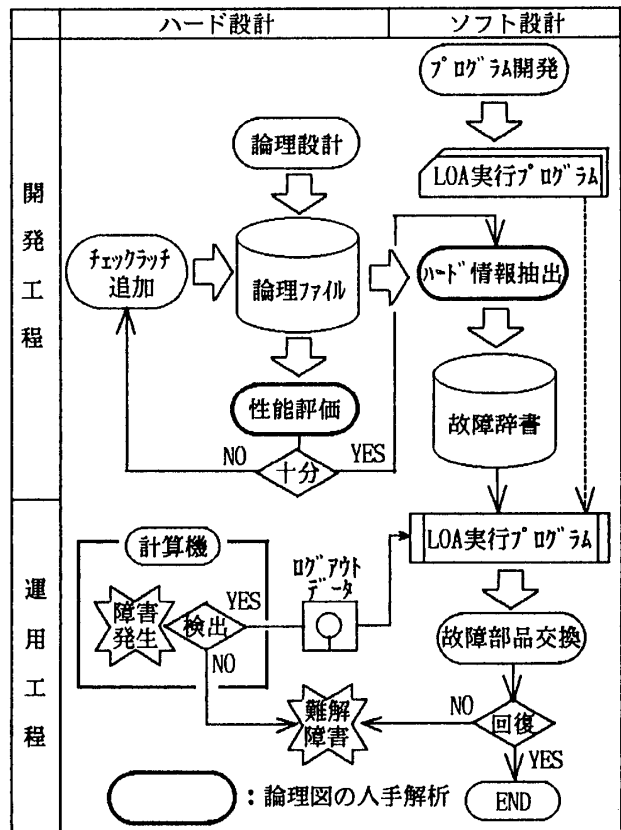 ハード設計
ソフト設計
開発工程
プログラム開発
論理設計
LOA実行プログラム
チェックラッチ
追加
論理ファイル
ハード情報抽出
性能評価
故障辞書
NO
十分
YES
運用工程
計算機
障害
発生
検出
YES
NO
ログアウト
データ
LOA実行プログラム
故障部品交換
難解
障害
NO
回復
YES
END
：論理図の人手解析